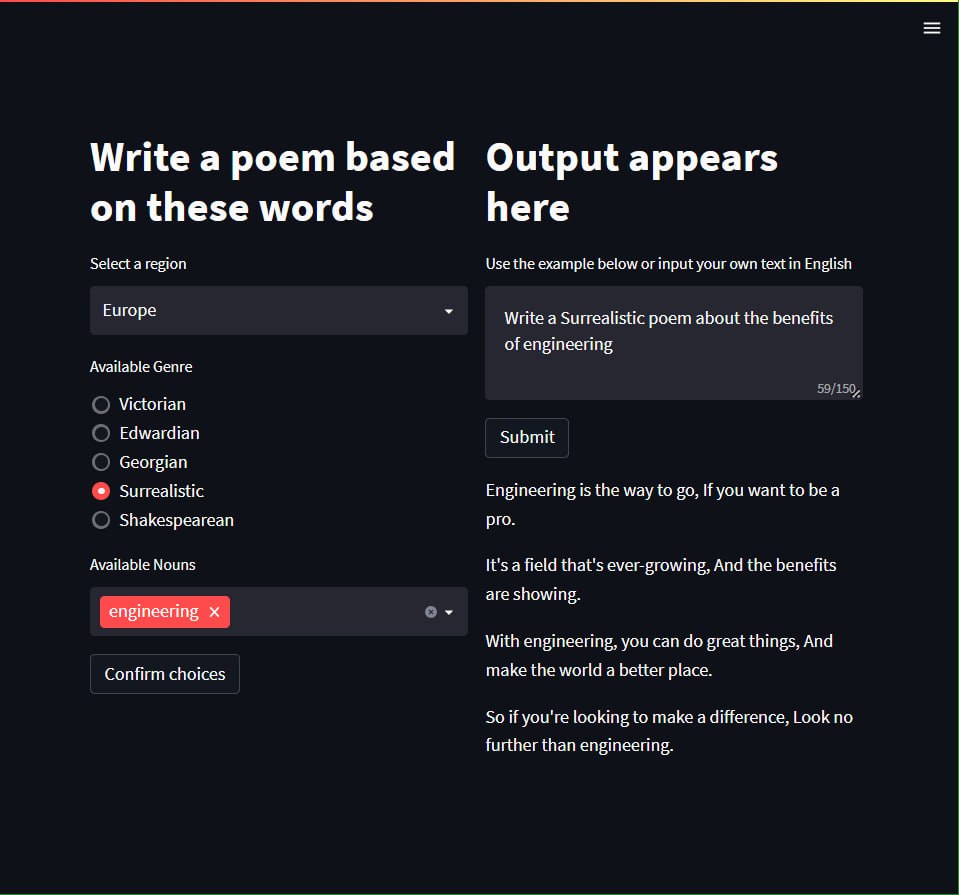 Write a poem based
on these words
Select a region
Europe
Available Genre
Victorian
Edwardian
Georgian
Surrealistic
Shakespearean
Available Nouns
engineering
Confirm choices
Output appears
here
Use the example below or input your own text in English
Write a Surrealistic poem about the benefits
of engineering
59/150
Submit
Engineering is the way to go, If you want to be a
pro.
It's a field that's ever-growing, And the benefits
are showing.
With engineering, you can do great things, And
make the world a better place.
So if you're looking to make a difference, Look no
further than engineering.